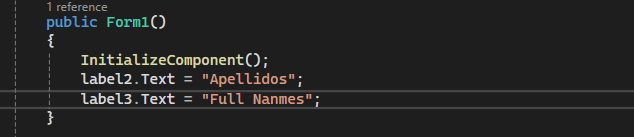 1 reference
public Form1()
{
InitializeComponent();
label2.Text = "Apellidos";
label3.Text = "Full Nanmes";
}